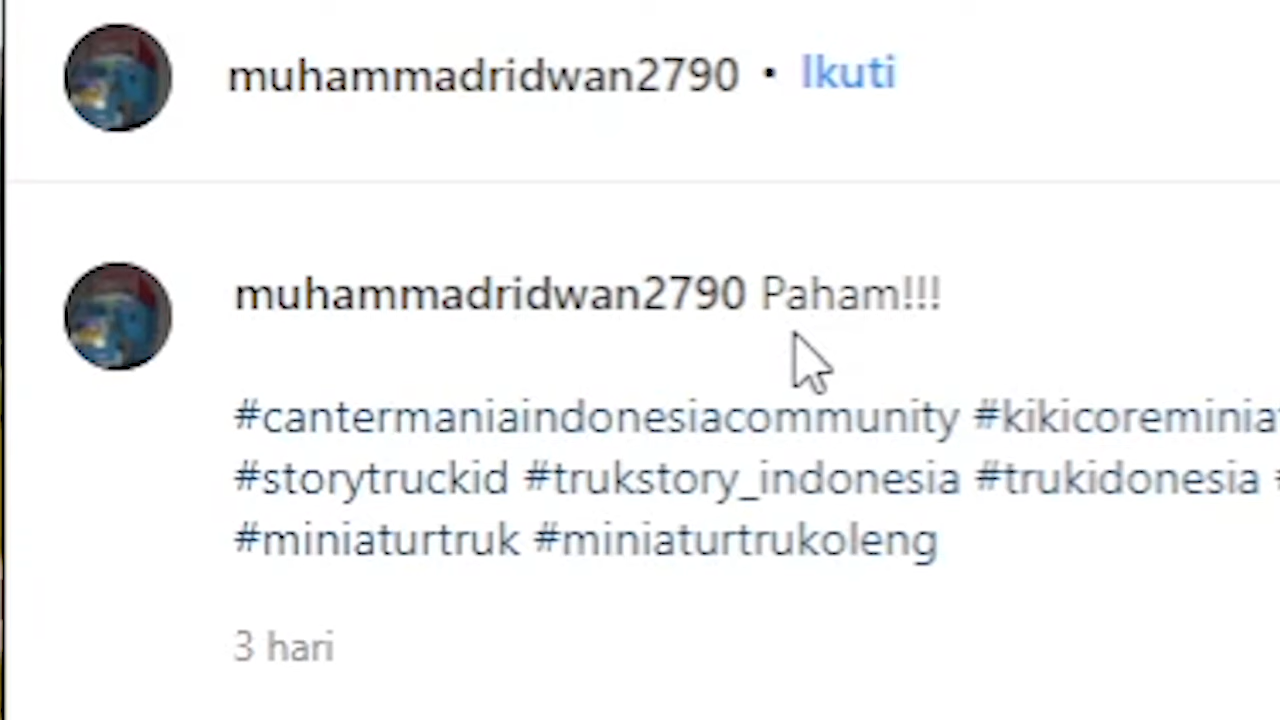 muhammadridwan2790 • Ikuti
muhammadridwan2790 Paham!!!
#cantermaniaindonesiacommunity
#storytruckid #trukstory_indonesia #trukidonesia #
#miniaturtruk #miniaturtrukoleng
3 hari